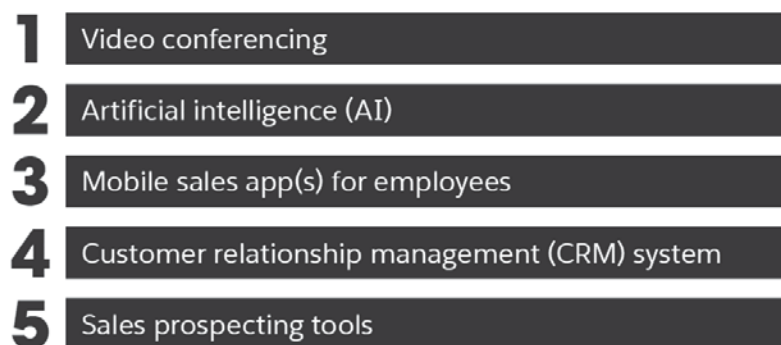 1 Video conferencing
2 Artificial intelligence (AI)
3 Mobile sales app(s) for employees
4 Customer relationship management (CRM) system
5 Sales prospecting tools